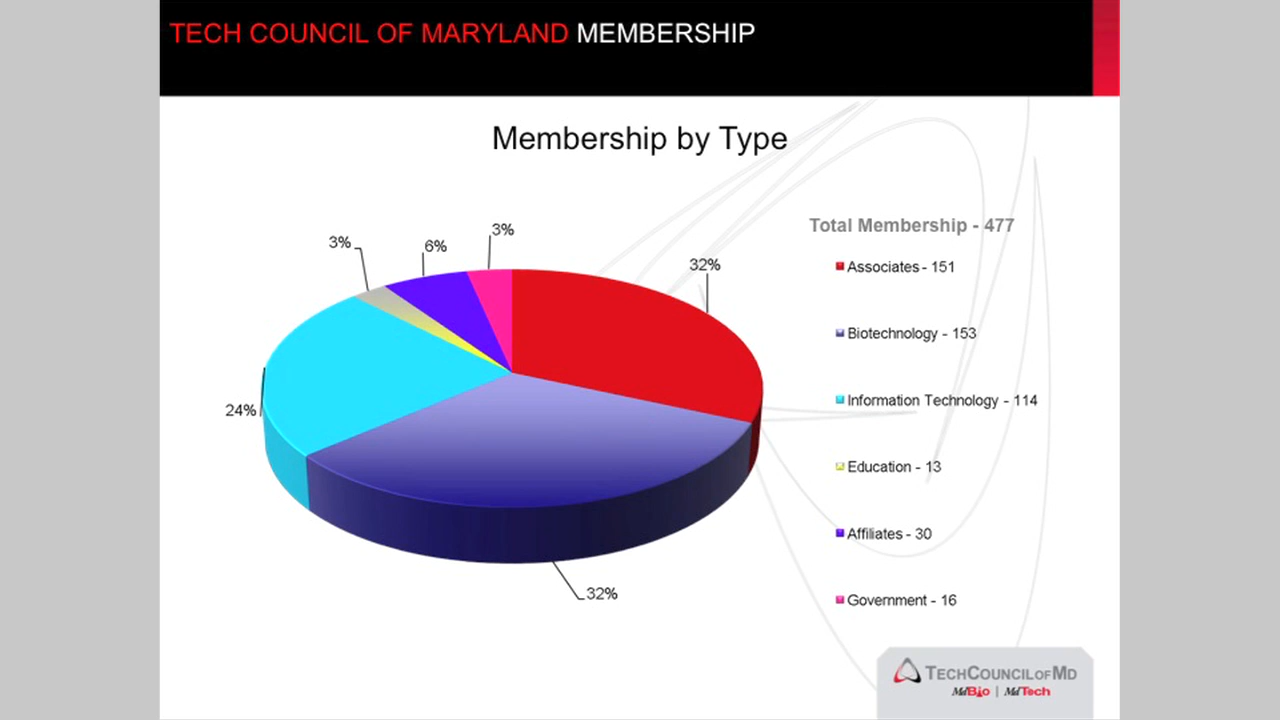 TECH COUNCIL OF MARYLAND MEMBERSHIP
Membership by Type
3%
6%
3%
32%
24%
32%
Total Membership - 477
Associates - 151
Biotechnology - 153
Information Technology - 114
Education - 13
Affiliates - 30
Government - 16
TECHCOUNCILOFMD
MdBio | MdTech